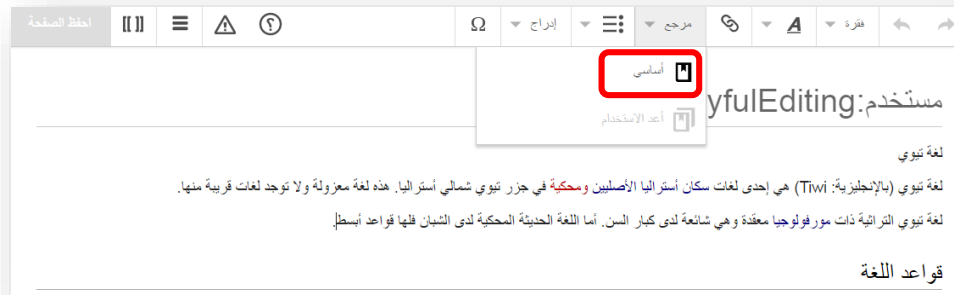 فقرة A مرجع إدراج Ω [[ ]] احفظ الصفحة
أساسي
أعد الاستخدام
مستخدم:yfulEditing
لغة تيوي
لغة تيوي (بالإنجليزية: Tiwi) هي إحدى لغات سكان أستراليا الأصليين ومحكية في جزر تيوي شمالي أستراليا. هذه لغة معزولة ولا توجد لغات قريبة منها.
لغة تيوي التراثية ذات مورفولوجيا معقدة وهي شائعة لدى كبار السن. أما اللغة الحديثة المحكية لدى الشبان فلها قواعد أبسط.
قواعد اللغة